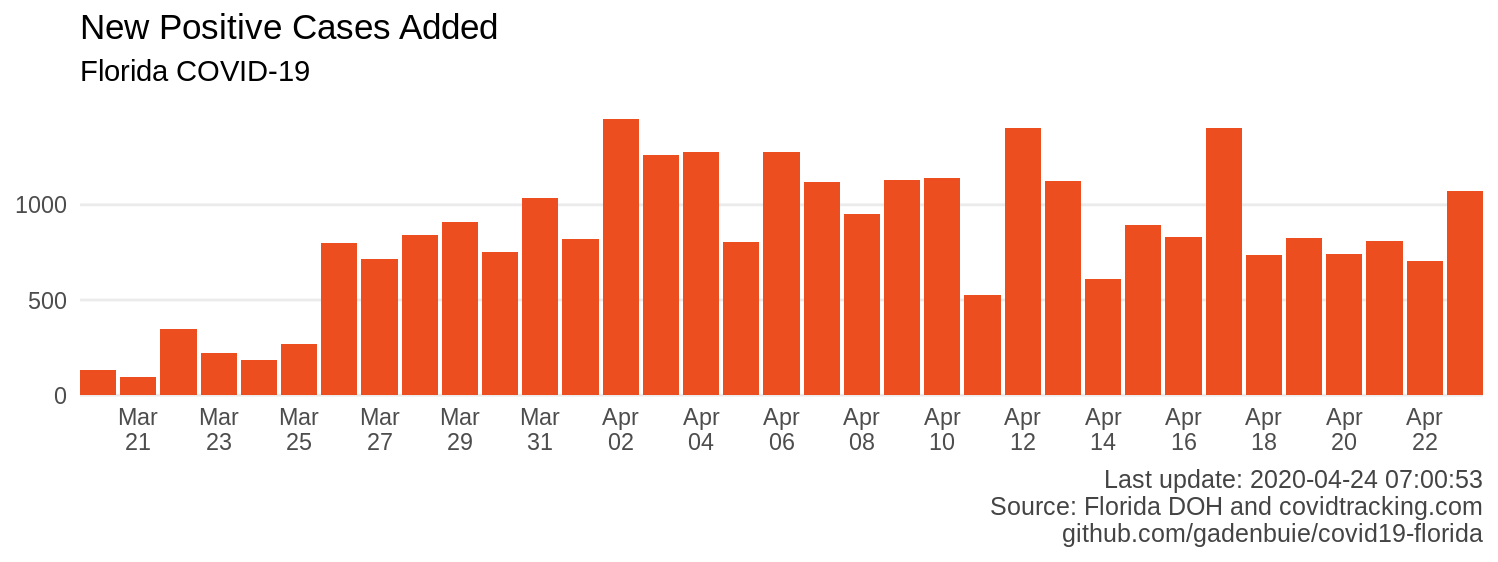 New Positive Cases Added
Florida COVID-19
1000
500
0
Mar Mar Mar Mar Mar Mar Apr Apr Apr Apr Apr Apr Apr Apr Apr Apr Apr
21 23 25 27 29 31 02 04 06 08 10 12 14 16 18 20 22
Last update: 2020-04-24 07:00:53
Source: Florida DOH and covidtracking.com
github.com/gadenbuie/covid19-florida